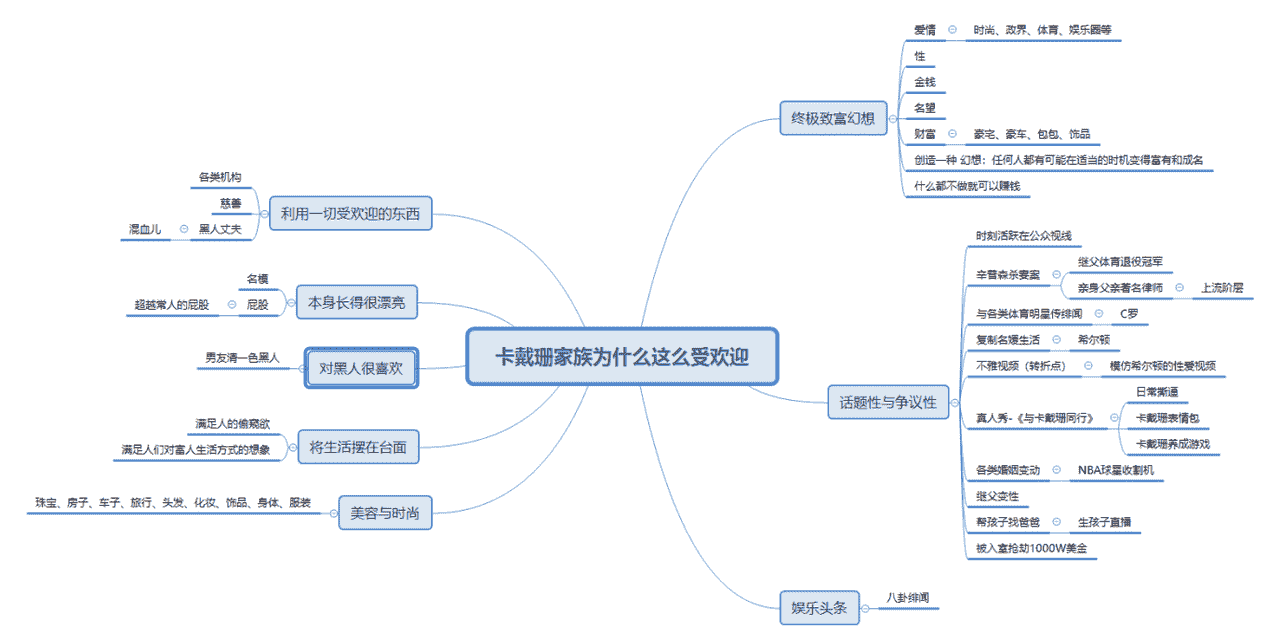 卡戴珊家族为什么这么受欢迎
终极致富幻想
爱情
时尚、政界、体育、娱乐圈等
性
金钱
名望
财富
豪宅、豪车、包包、饰品
创造一种 幻想：任何人都有可能在适当的时机变得富有和成名
什么都不做就可以赚钱
话题性与争议性
时刻活跃在公众视线
辛普森杀妻案
继父体育退役冠军
亲身父亲著名律师
上流阶层
与各类体育明星传绯闻
C罗
复制名媛生活
希尔顿
不雅视频（转折点）
模仿希尔顿的性爱视频
真人秀-《与卡戴珊同行》
日常撕逼
卡戴珊表情包
卡戴珊养成游戏
各类婚姻变动
NBA球星收割机
继父变性
帮孩子找爸爸
生孩子直播
被入室抢劫1000W美金
娱乐头条
八卦绯闻
利用一切受欢迎的东西
各类机构
慈善
黑人丈夫
混血儿
本身长得很漂亮
名模
屁股
超越常人的屁股
对黑人很喜欢
男友清一色黑人
将生活摆在台面
满足人的偷窥欲
满足人们对富人生活方式的想象
美容与时尚
珠宝、房子、车子、旅行、头发、化妆、饰品、身体、服装